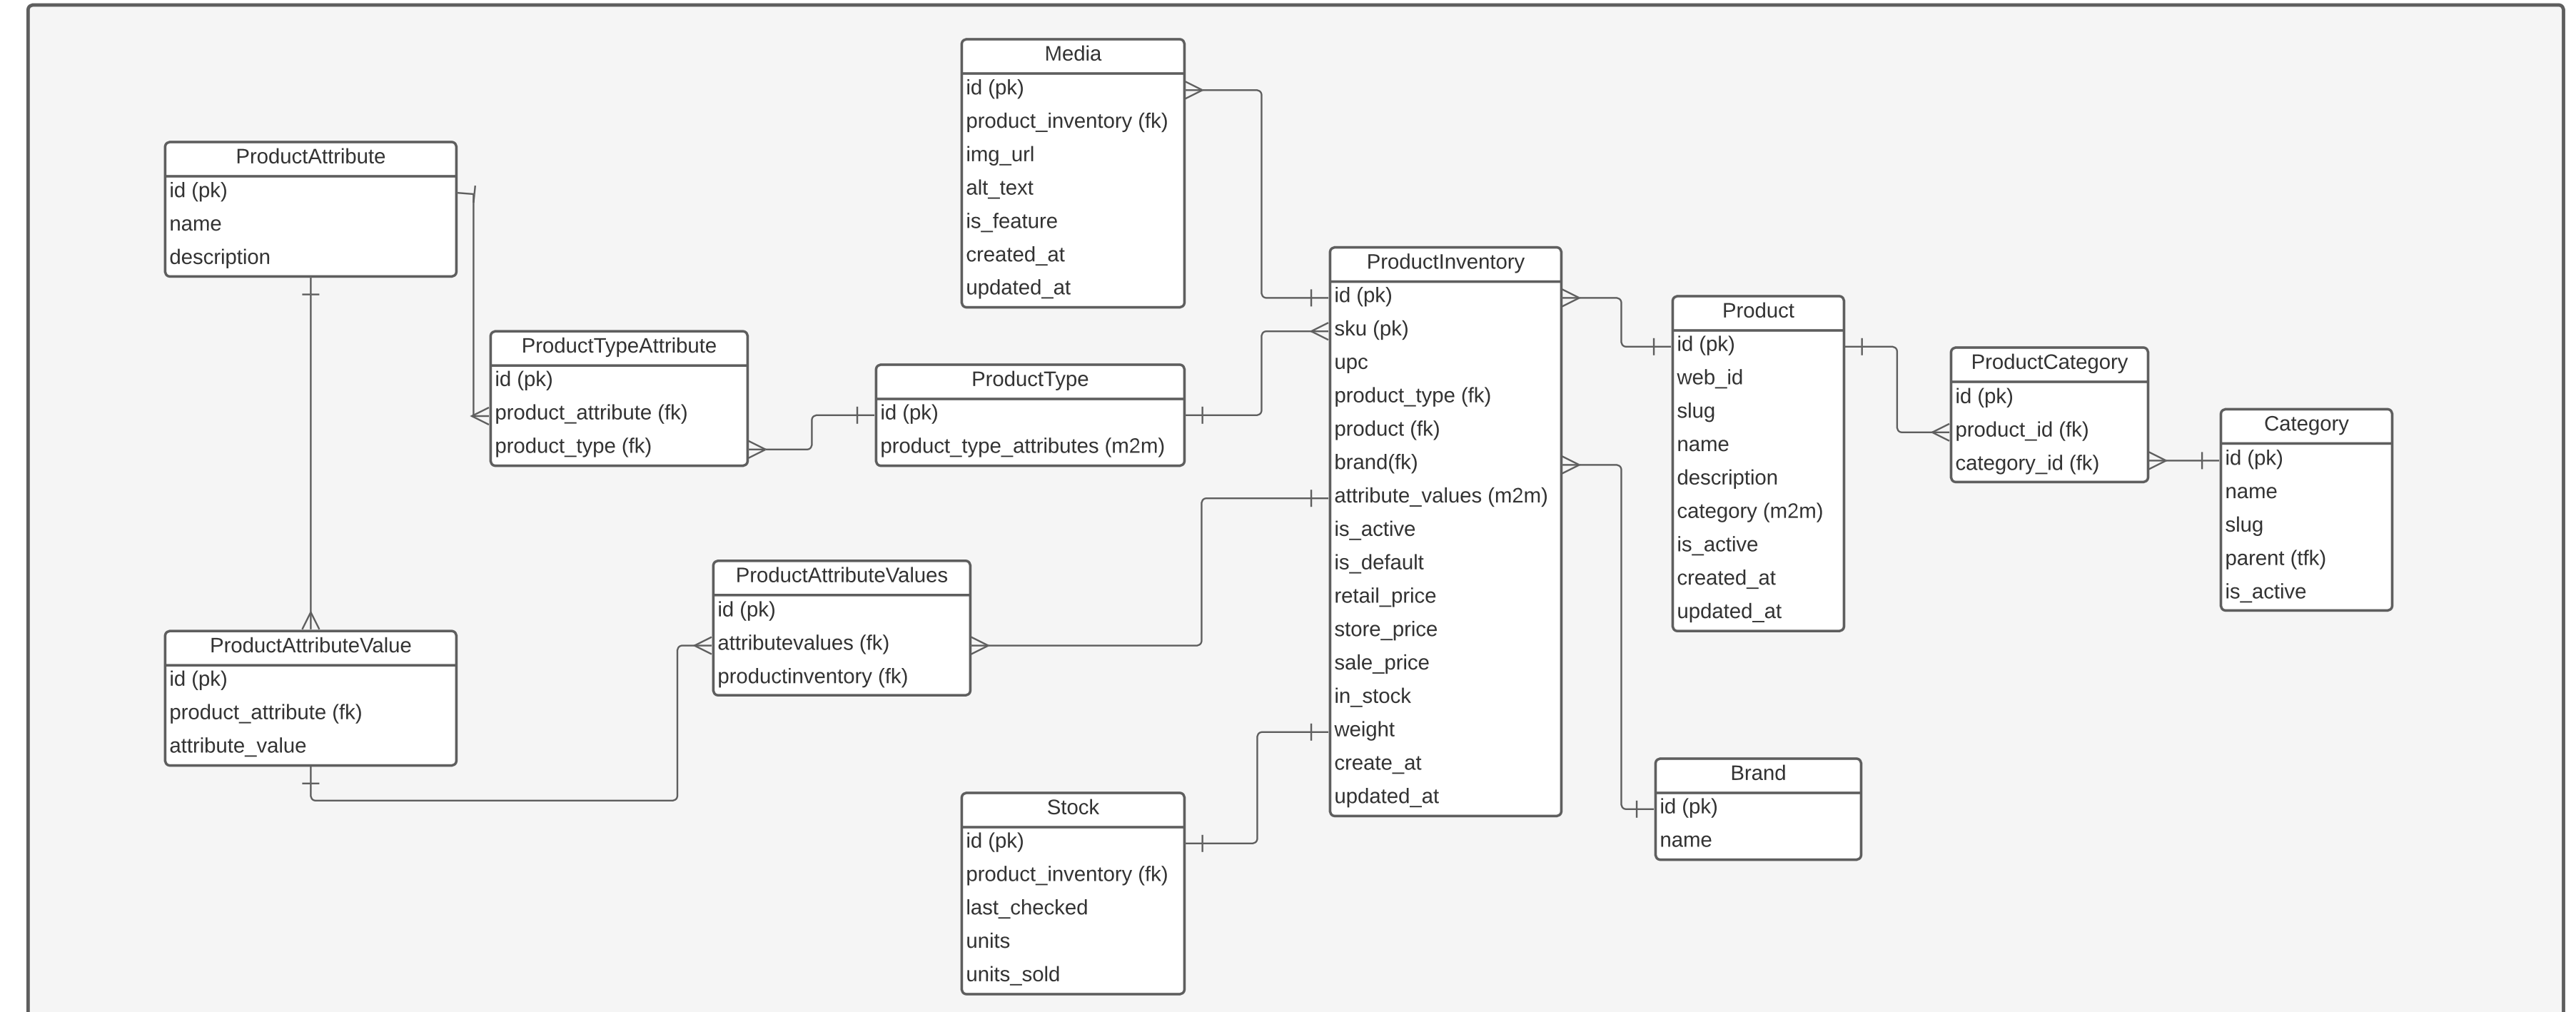 Media
id (pk)
product_inventory (fk)
img_url
alt_text
is_feature
created_at
updated_at
ProductAttribute
id (pk)
name
description
ProductTypeAttribute
id (pk)
product_attribute (fk)
product_type (fk)
ProductType
id (pk)
product_type_attributes (m2m)
ProductInventory
id (pk)
sku (pk)
upc
product_type (fk)
product (fk)
brand(fk)
attribute_values (m2m)
is_active
is_default
retail_price
store_price
sale_price
in_stock
weight
create_at
updated_at
Product
id (pk)
web_id
slug
name
description
category (m2m)
is_active
created_at
updated_at
ProductCategory
id (pk)
product_id (fk)
category_id (fk)
Category
id (pk)
name
slug
parent (tfk)
is_active
ProductAttributeValues
id (pk)
attributevalues (fk)
productinventory (fk)
ProductAttributeValue
id (pk)
product_attribute (fk)
attribute_value
Stock
id (pk)
product_inventory (fk)
last_checked
units
units_sold
Brand
id (pk)
name